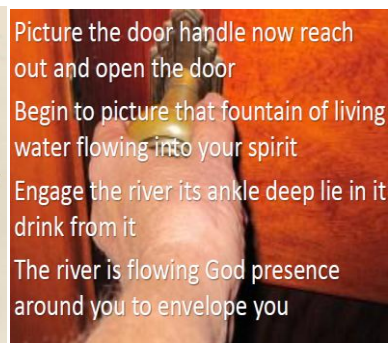 Picture the door handle now reach
out and open the door
Begin to picture that fountain of living
water flowing into your spirit
Engage the river its ankle deep lie in it
drink from it
The river is flowing God presence
around you to envelope you